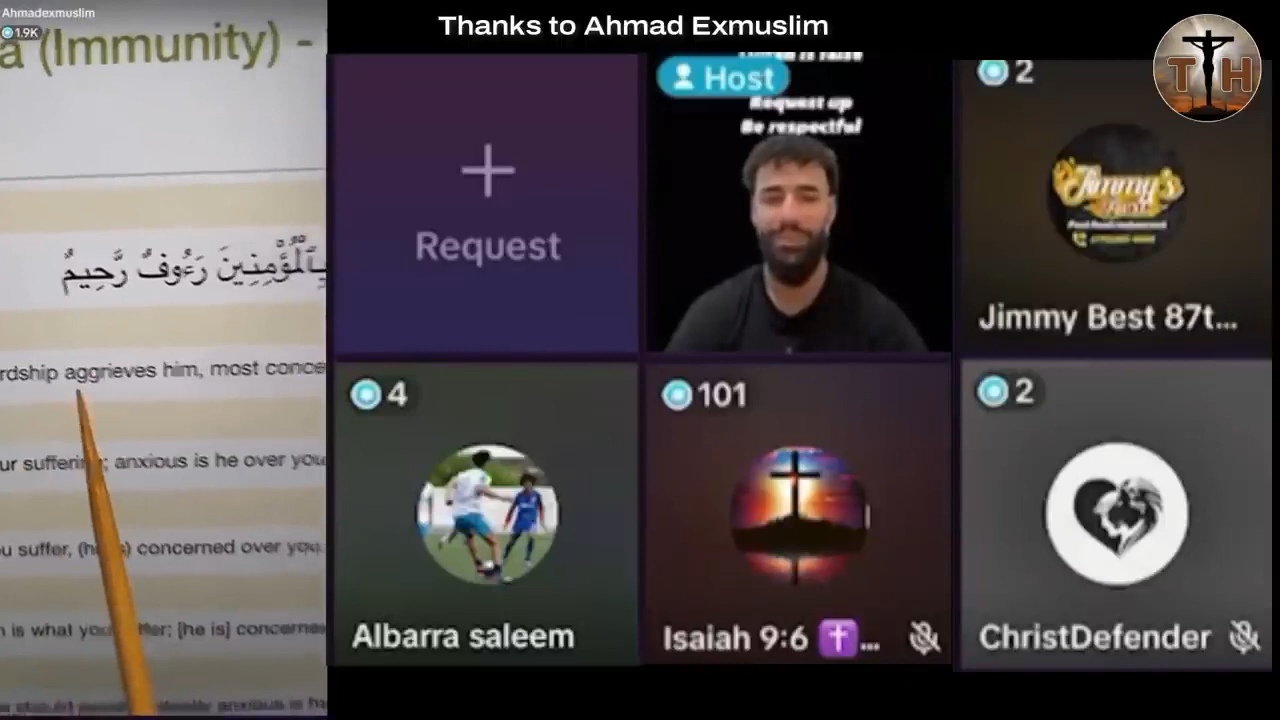 Ahmadexmuslim
1.9K
a (Immunity) -
بِٱلْمُؤْمِنِينَ رَءُوفٌ رَّحِيمٌ
rdship aggrieves him, most conce
ur suffering; anxious is he over you
u suffer, (he is) concerned over you,
n is what you suffer; [he is] concerne
Thanks to Ahmad Exmuslim
Request
Host
Request up
Be respectful
2
Jimmy's
Jimmy Best 87t...
4
Albarra saleem
101
Isaiah 9:6 ✝️...
2
ChristDefender
TH